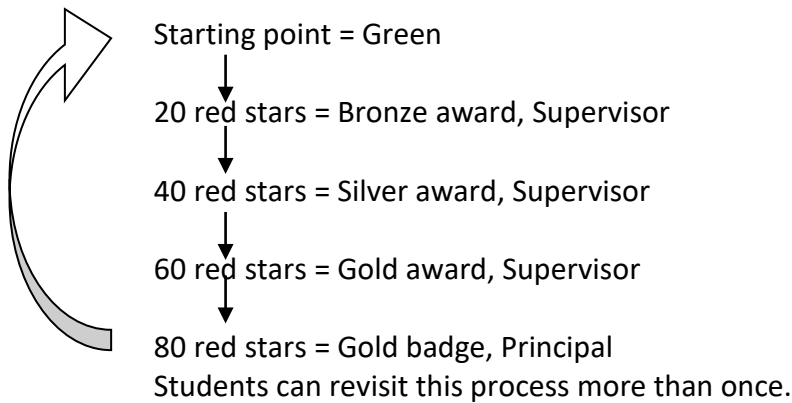 Starting point = Green
20 red stars = Bronze award, Supervisor
40 red stars = Silver award, Supervisor
60 red stars = Gold award, Supervisor
80 red stars = Gold badge, Principal
Students can revisit this process more than once.